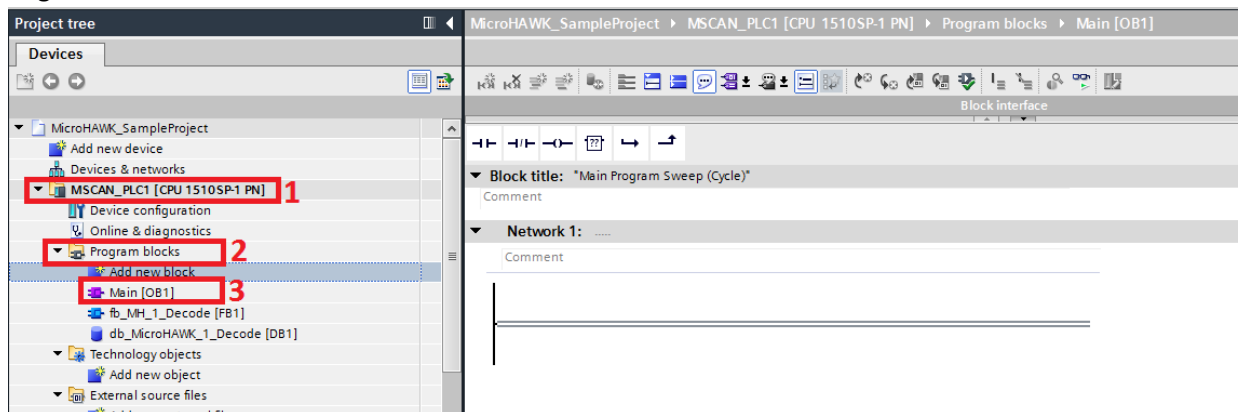 Project tree
Devices
MicroHAWK_SampleProject
Add new device
Devices & networks
MSCAN_PLC1 [CPU 1510SP-1 PN]
1
Device configuration
Online & diagnostics
Program blocks
2
Add new block
Main [OB1]
3
fb_MH_1_Decode [FB1]
db_MicroHAWK_1_Decode [DB1]
Technology objects
Add new object
External source files
MicroHAWK_SampleProject MSCAN_PLC1 [CPU 1510SP-1 PN] Program blocks Main [OB1]
Block interface
??
Block title: "Main Program Sweep (Cycle)"
Comment
Network 1: .....
Comment